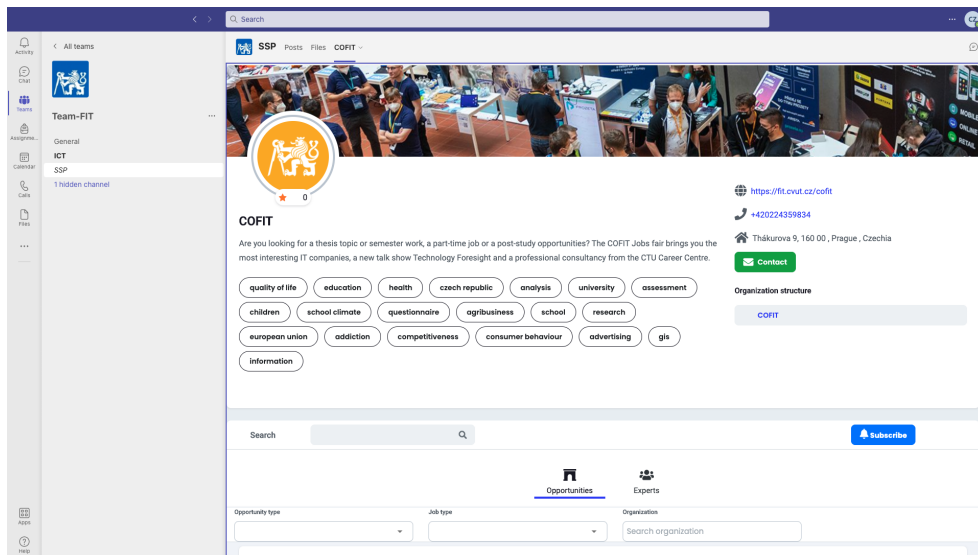 Search
Activity
Chat
Teams
Assignme...
Calendar
Calls
Files
Apps
Help
All teams
Team-FIT
General
ICT
SSP
1 hidden channel
SSP Posts Files COFIT
MOBILE
RETAIL
0
COFIT
Are you looking for a thesis topic or semester work, a part-time job or a post-study opportunities? The COFIT Jobs fair brings you the
most interesting IT companies, a new talk show Technology Foresight and a professional consultancy from the CTU Career Centre.
quality of life education health czech republic analysis university assessment
children school climate questionnaire agribusiness school research
european union addiction competitiveness consumer behaviour advertising gis
information
https://fit.cvut.cz/cofit
+420224359834
Thákurova 9, 160 00 , Prague , Czechia
Contact
Organization structure
COFIT
Search
Subscribe
Opportunities Experts
Opportunity type Job type Organization
Search organization